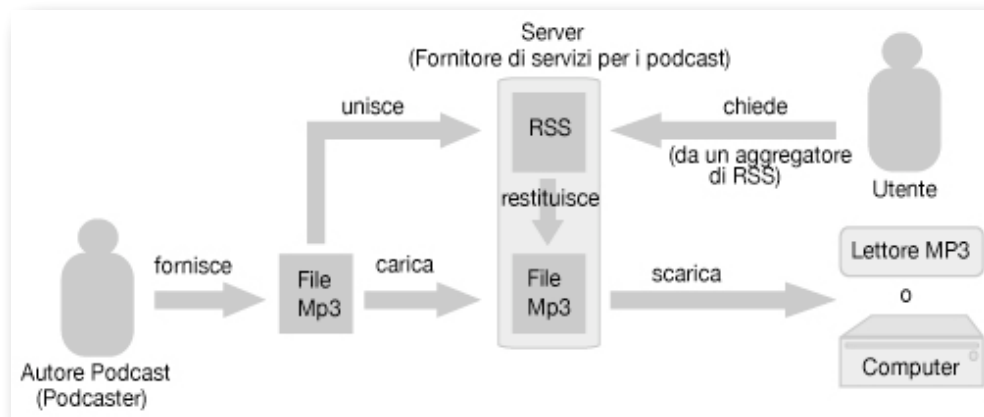 Server
(Fornitore di servizi per i podcast)
unisce
RSS
chiede
(da un aggregatore
di RSS)
Utente
restituisce
fornisce
File
Mp3
carica
File
Mp3
scarica
Lettore MP3
o
Computer
Autore Podcast
(Podcaster)